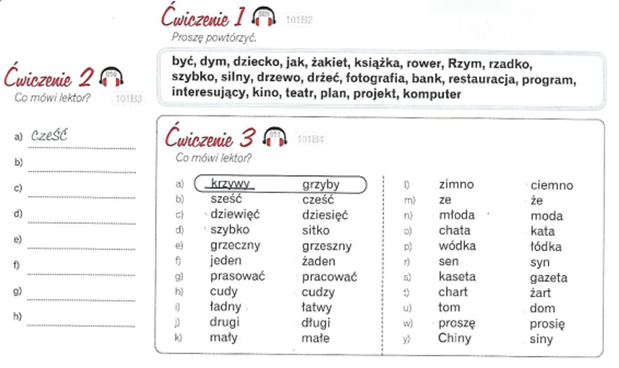 Ćwiczenie 1
101B2
Proszę powtórzyć.
być, dym, dziecko, jak, żakiet, książka, rower, Rzym, rzadko,
szybko, silny, drzewo, drżeć, fotografia, bank, restauracja, program,
interesujący, kino, teatr, plan, projekt, komputer
Ćwiczenie 2
Co mówi lektor? 101B3
a) cześć
b)
c)
d)
e)
f)
g)
h)
Ćwiczenie 3
101B4
Co mówi lektor?
a) krzywy grzyby
b) sześć cześć
c) dziewięć dziesięć
d) szybko sitko
e) grzeczny grzeszny
f) jeden żaden
g) prasować pracować
h) cudy cudzy
i) ładny łatwy
j) drugi długi
k) mały małe
l) zimno ciemno
m) ze że
n) młoda moda
o) chata kata
p) wódka łódka
r) sen syn
s) kaseta gazeta
t) chart żart
u) tom dom
w) proszę prosię
y) Chiny siny